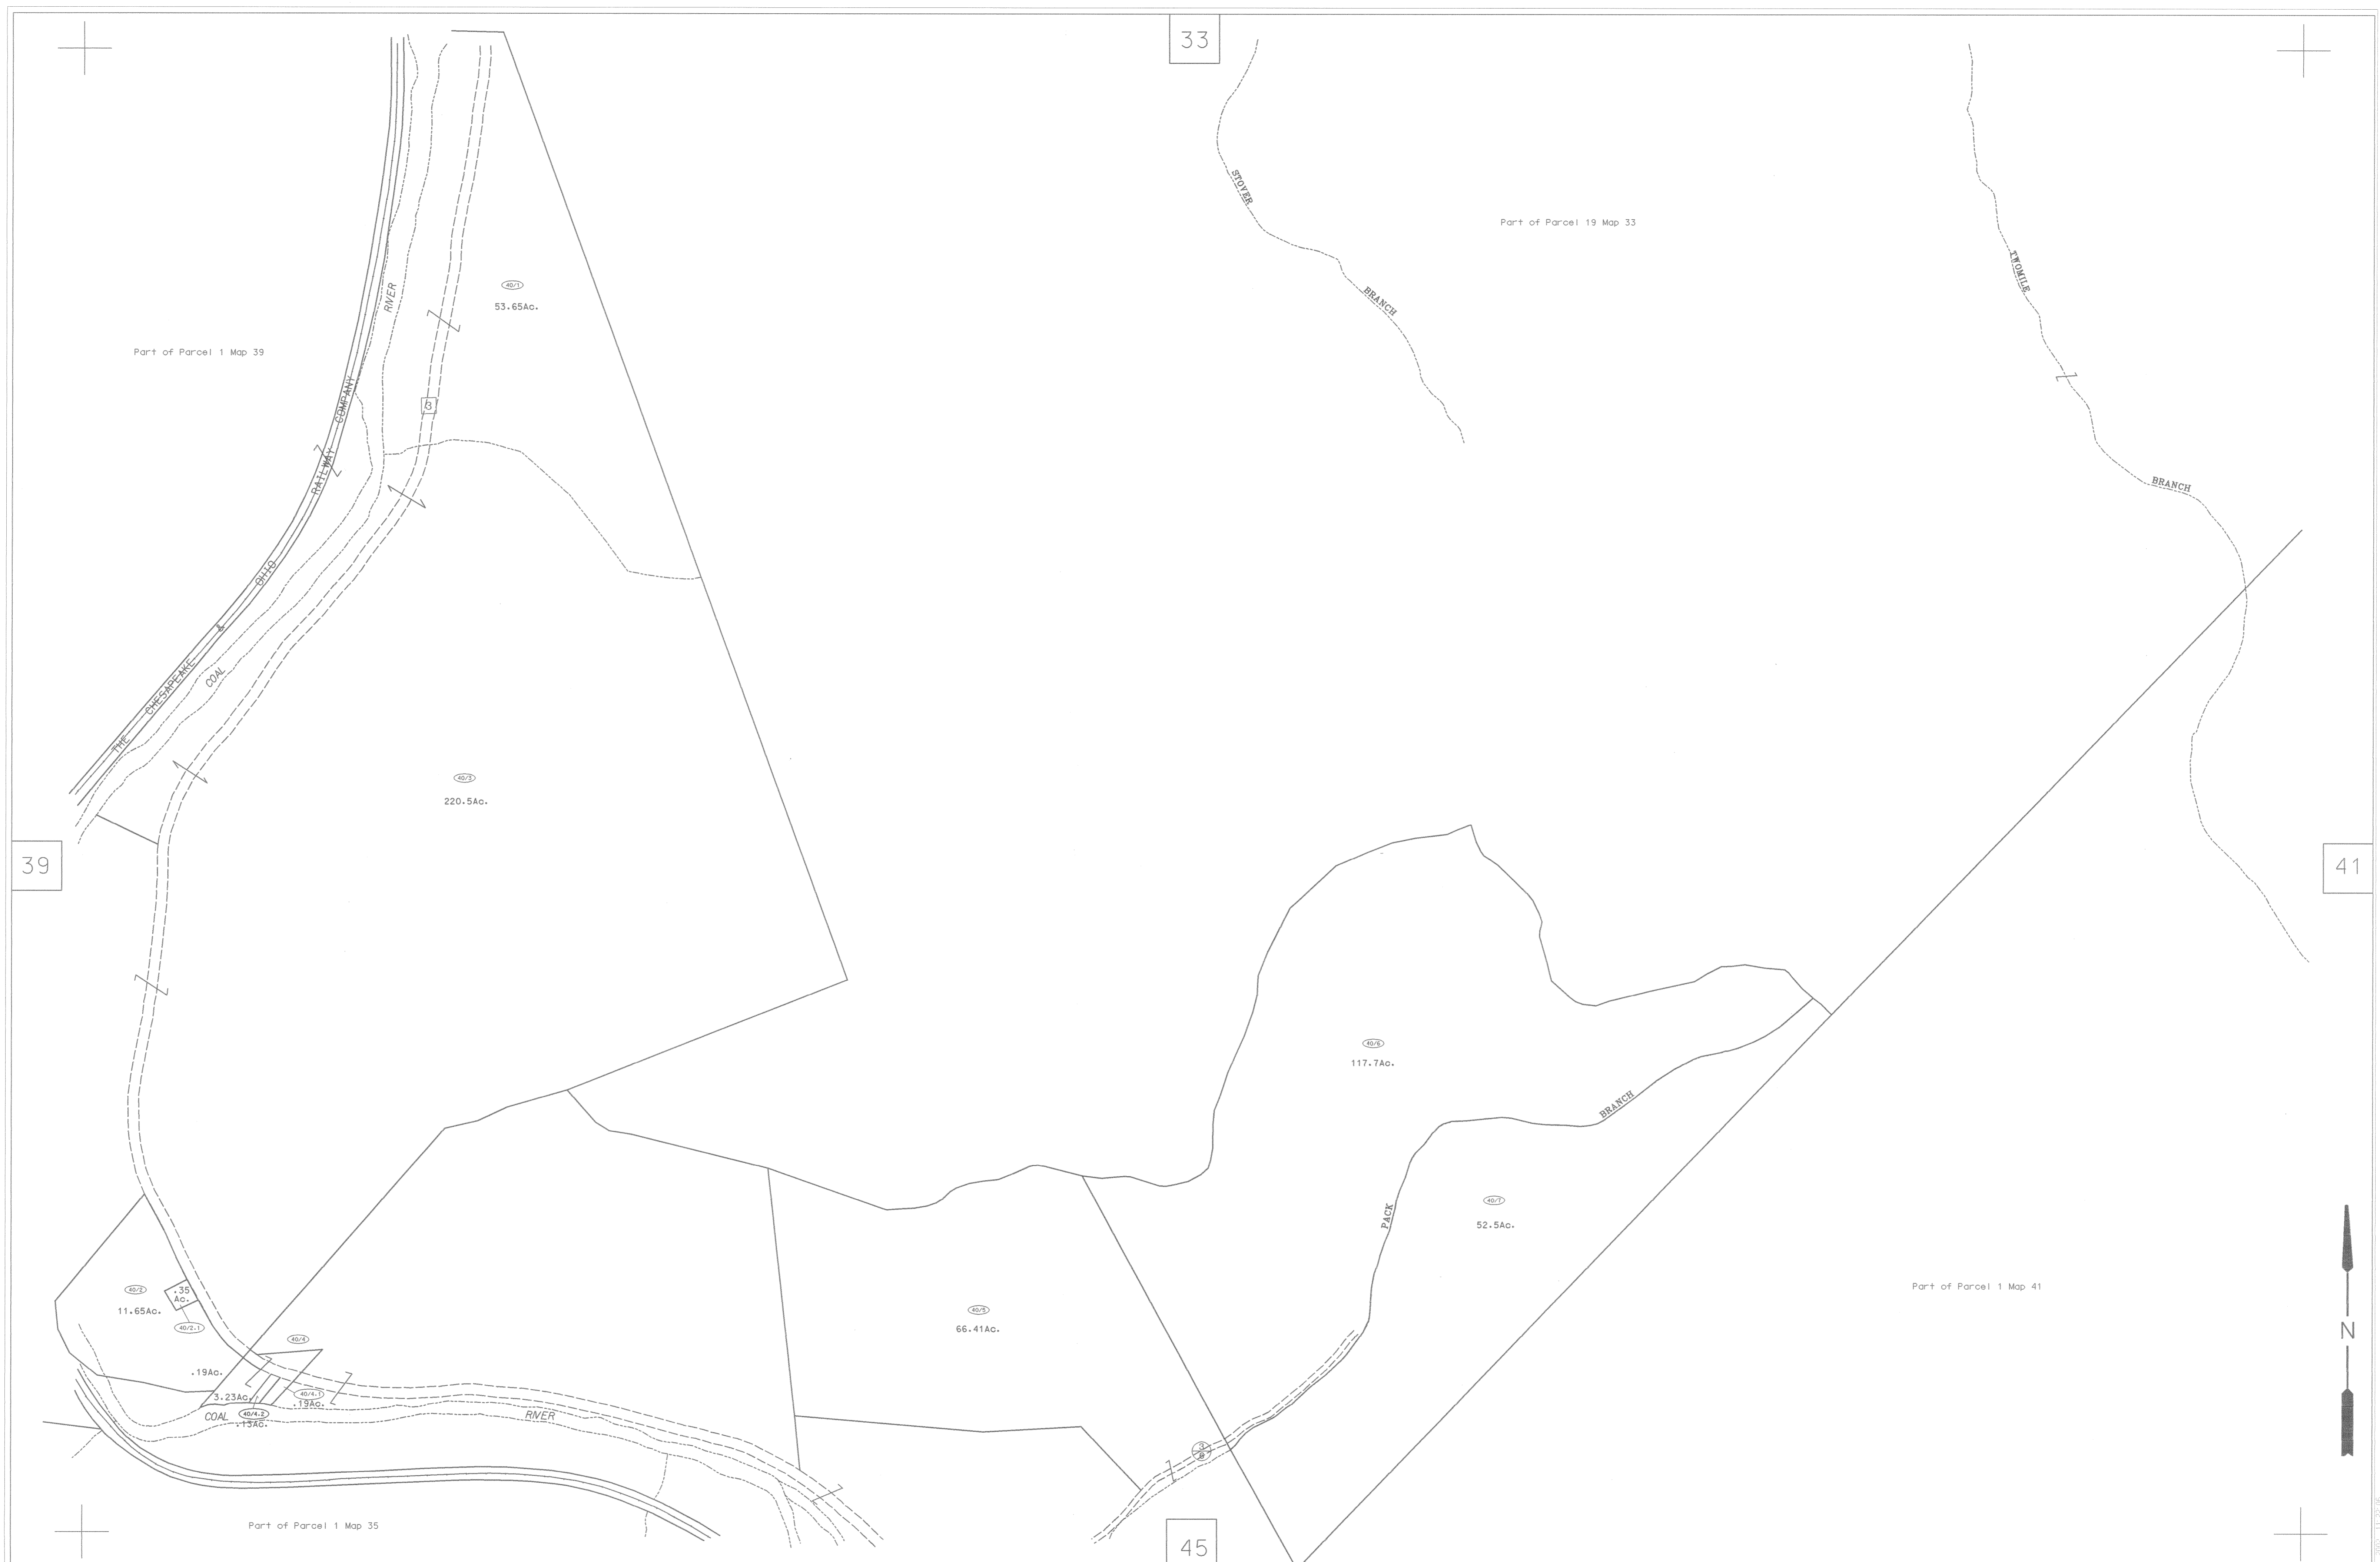 33
STOVER
BRANCH
Part of Parcel 19 Map 33
TWOMILE
BRANCH
40/1
53.65Ac.
RIVER
Part of Parcel 1 Map 39
3
THE CHESAPEAKE & OHIO RAILWAY COMPANY
COAL
40/3
220.5Ac.
39
41
40/6
117.7Ac.
BRANCH
PACK
40/7
52.5Ac.
Part of Parcel 1 Map 41
40/2
11.65Ac.
.35
Ac.
40/2.1
40/4
40/5
66.41Ac.
N
.19Ac.
3.23Ac.
40/4.1
.19Ac.
COAL
40/4.2
.13Ac.
RIVER
3
Part of Parcel 1 Map 35
45